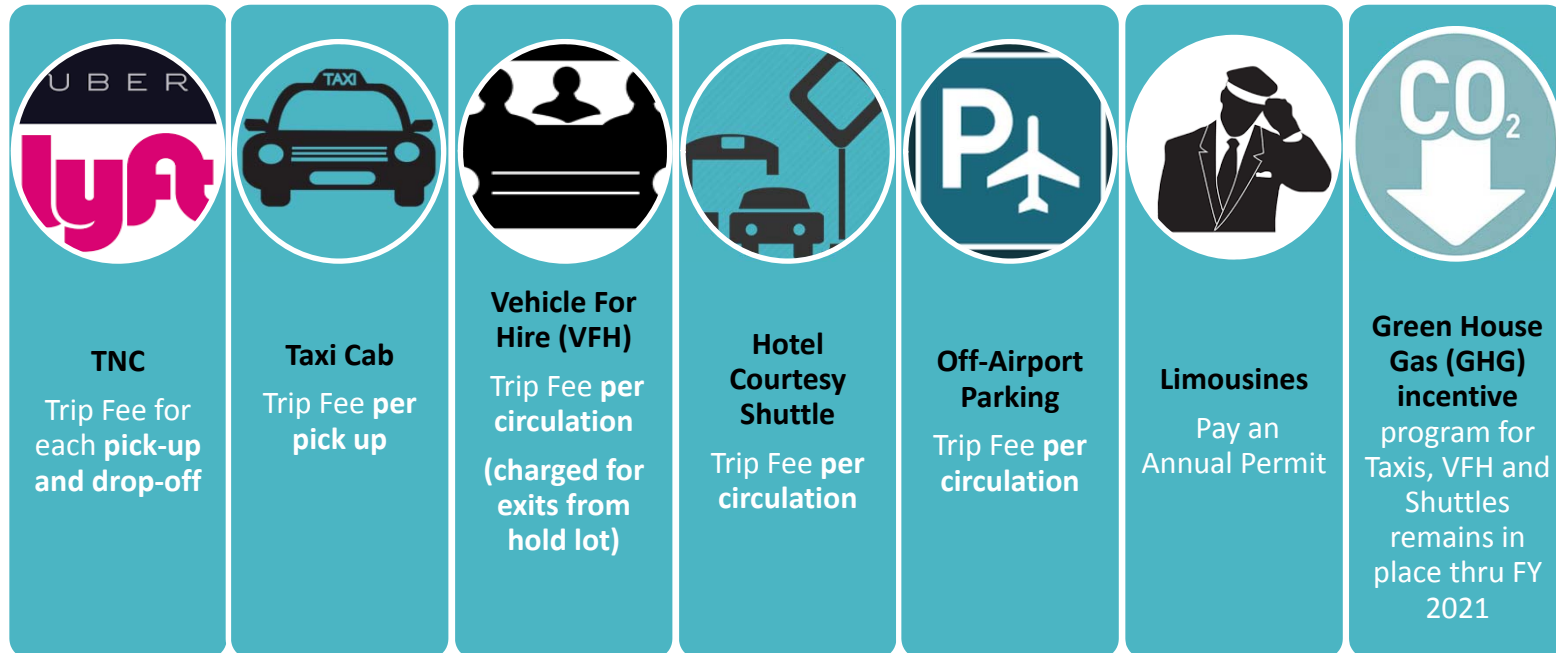 UBER
lyft
TNC
Trip Fee for
each pick-up
and drop-off
TAXI
Taxi Cab
Trip Fee per
pick up
Vehicle For
Hire (VFH)
Trip Fee per
circulation
(charged for
exits from
hold lot)
Hotel
Courtesy
Shuttle
Trip Fee per
circulation
P
Off-Airport
Parking
Trip Fee per
circulation
Limousines
Pay an
Annual Permit
CO₂
Green House
Gas (GHG)
incentive
program for
Taxis, VFH and
Shuttles
remains in
place thru FY
2021